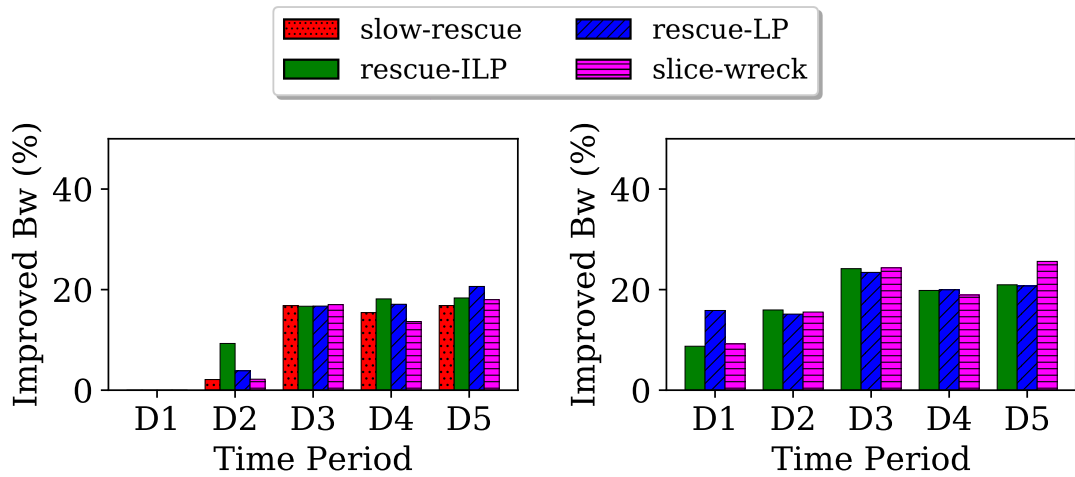 slow-rescue
rescue-LP
rescue-ILP
slice-wreck
Improved Bw (%)
40
20
0
D1 D2 D3 D4 D5
Time Period
Improved Bw (%)
40
20
0
D1 D2 D3 D4 D5
Time Period